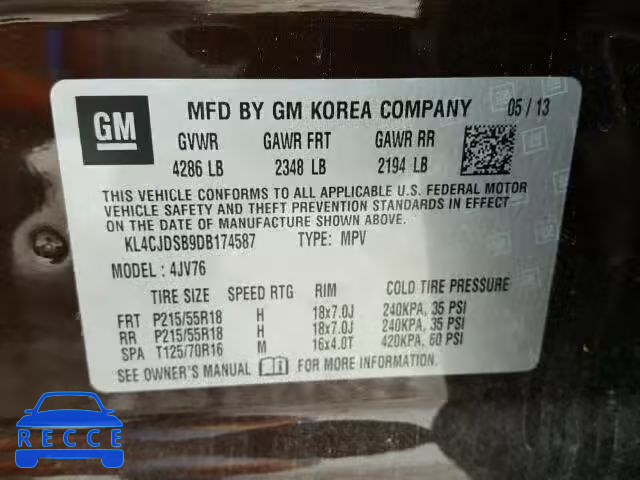 GM
MFD BY GM KOREA COMPANY 05 / 13
GVWR GAWR FRT GAWR RR
4286 LB 2348 LB 2194 LB
THIS VEHICLE CONFORMS TO ALL APPLICABLE U.S. FEDERAL MOTOR
VEHICLE SAFETY AND THEFT PREVENTION STANDARDS IN EFFECT
ON THE DATE OF MANUFACTURE SHOWN ABOVE.
KL4CJDSB9DB174587 TYPE: MPV
MODEL: 4JV76
TIRE SIZE SPEED RTG RIM COLD TIRE PRESSURE
FRT P215/55R18 H 18x7.0J 240KPA, 35 PSI
RR P215/55R18 H 18x7.0J 240KPA, 35 PSI
SPA T125/70R16 M 16x4.0T 420KPA, 60 PSI
SEE OWNER'S MANUAL FOR MORE INFORMATION.
RECCE